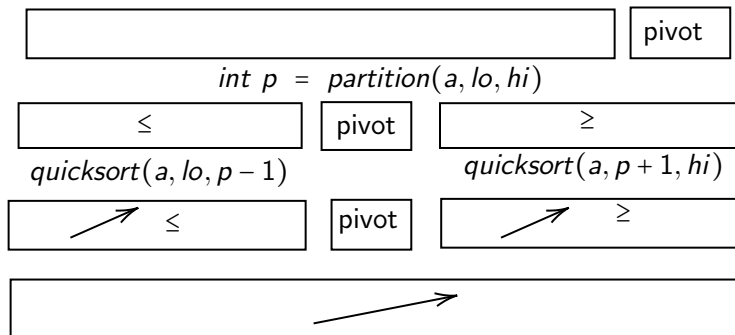 pivot
int p = partition(a, lo, hi)
≤ pivot ≥
quicksort(a, lo, p − 1) quicksort(a, p + 1, hi)
≤ pivot ≥